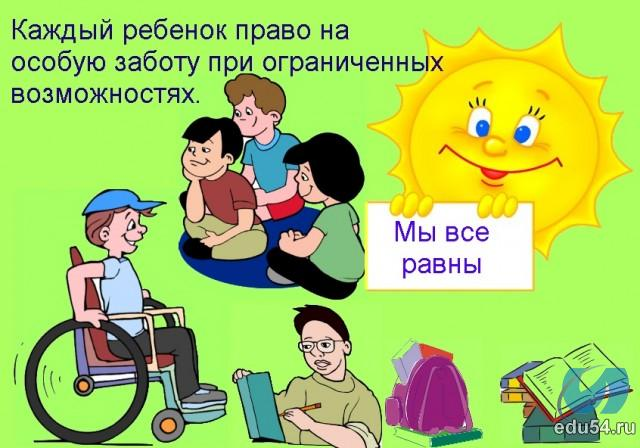 Каждый ребенок право на
особую заботу при ограниченных
возможностях.
Мы все
равны
edu54.ru